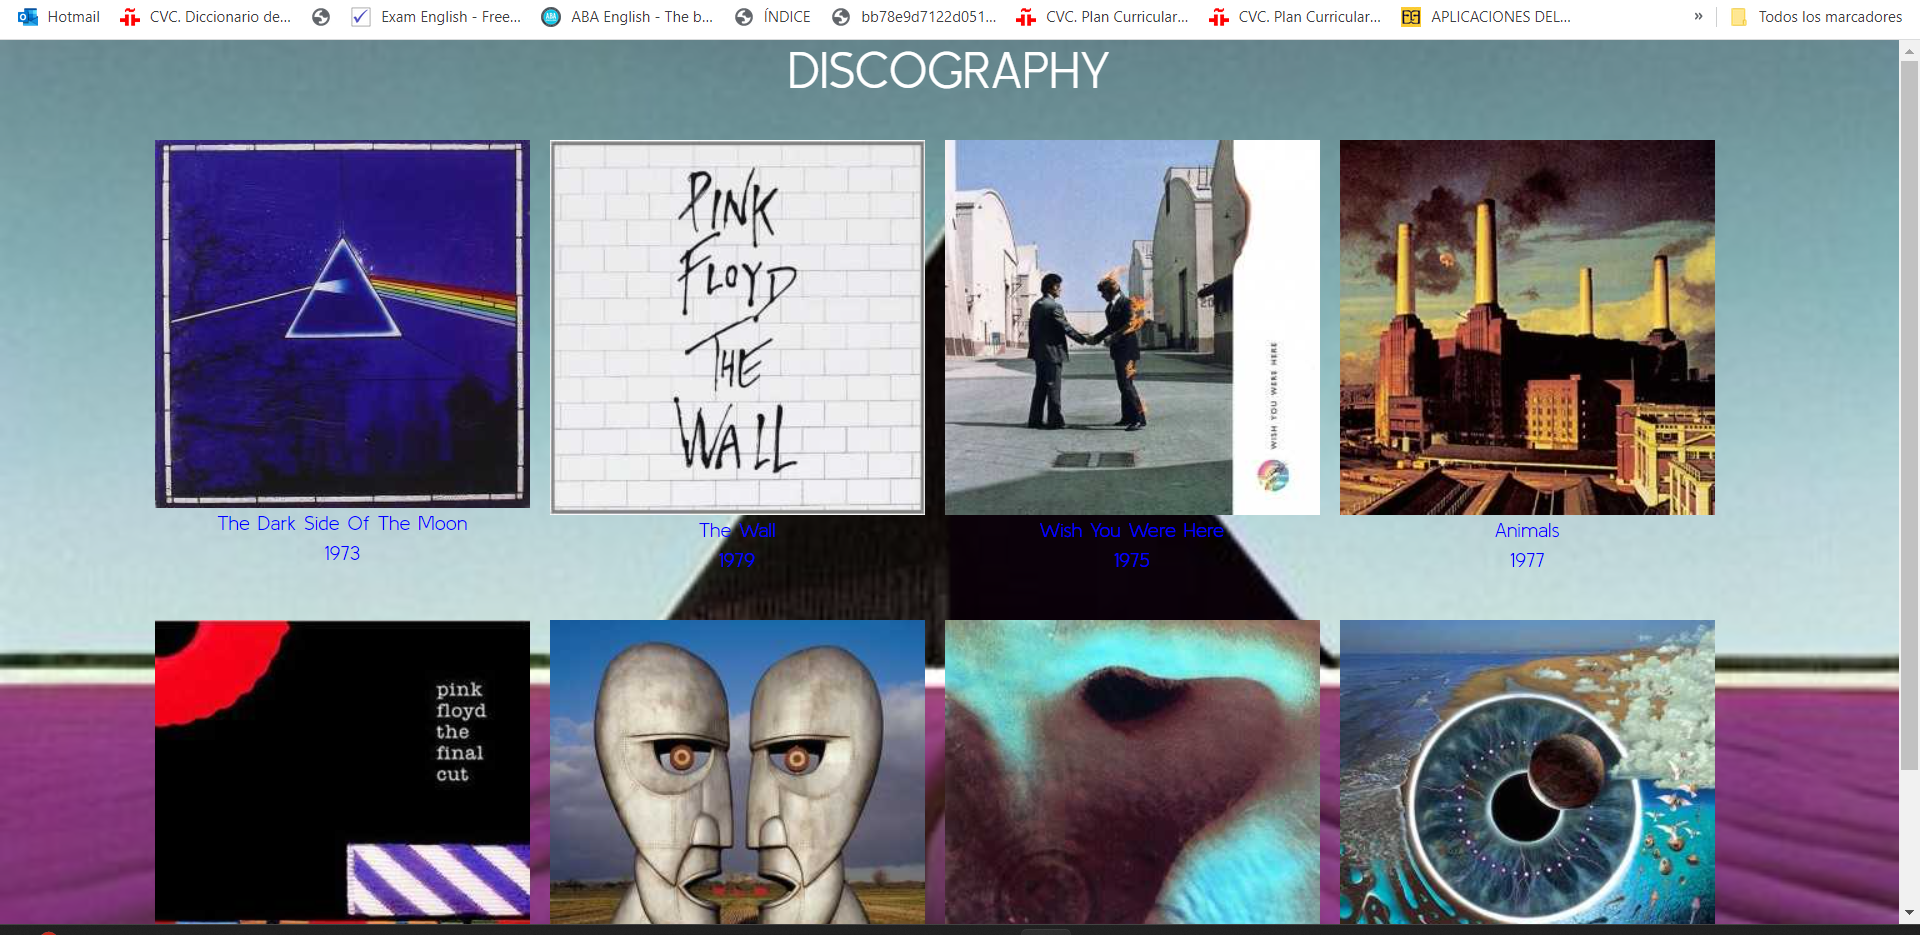 Hotmail
CVC. Diccionario de...
Exam English - Free...
ABA English - The b...
ÍNDICE
bb78e9d7122d051...
CVC. Plan Curricular...
CVC. Plan Curricular...
APLICACIONES DEL...
»
Todos los marcadores
DISCOGRAPHY
PINK
FLOYD
THE
WALL
WISH YOU WERE HERE
The Dark Side Of The Moon
1973
The Wall
1979
Wish You Were Here
1975
Animals
1977
pink
floyd
the
final
cut